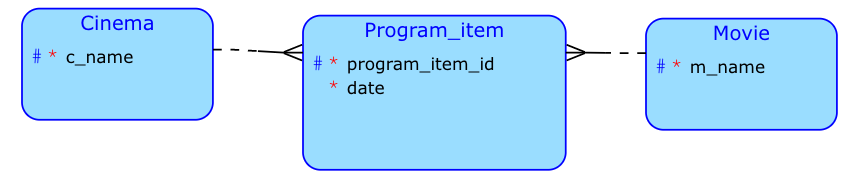 Cinema
# * c_name
Program_item
# * program_item_id
* date
Movie
# * m_name